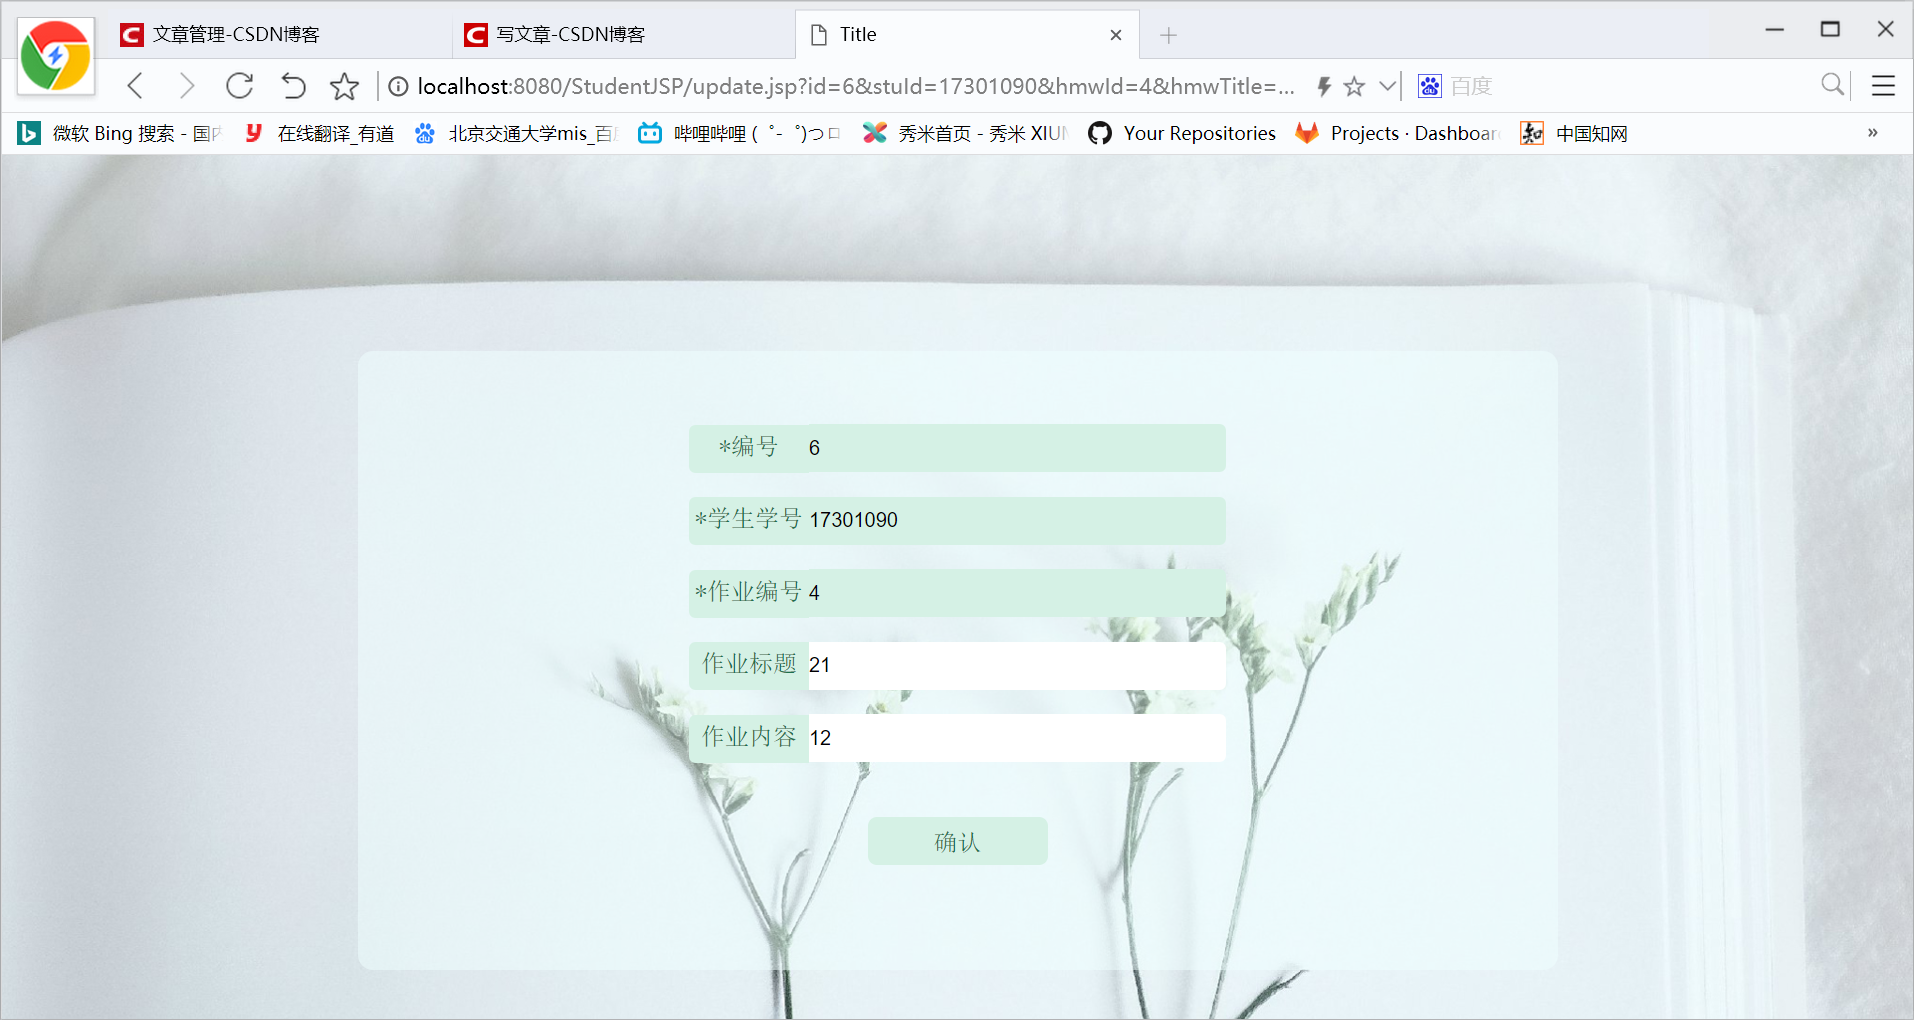 文章管理-CSDN博客
写文章-CSDN博客
Title
localhost:8080/StudentJSP/update.jsp?id=6&stuId=17301090&hmwId=4&hmwTitle=...
百度
微软 Bing 搜索 - 国
在线翻译_有道
北京交通大学mis_百
哔哩哔哩 ( ゜- ゜)つロ
秀米首页 - 秀米 XIU
Your Repositories
Projects · Dashboar
中国知网
»
*编号 6
*学生学号 17301090
*作业编号 4
作业标题 21
作业内容 12
确认